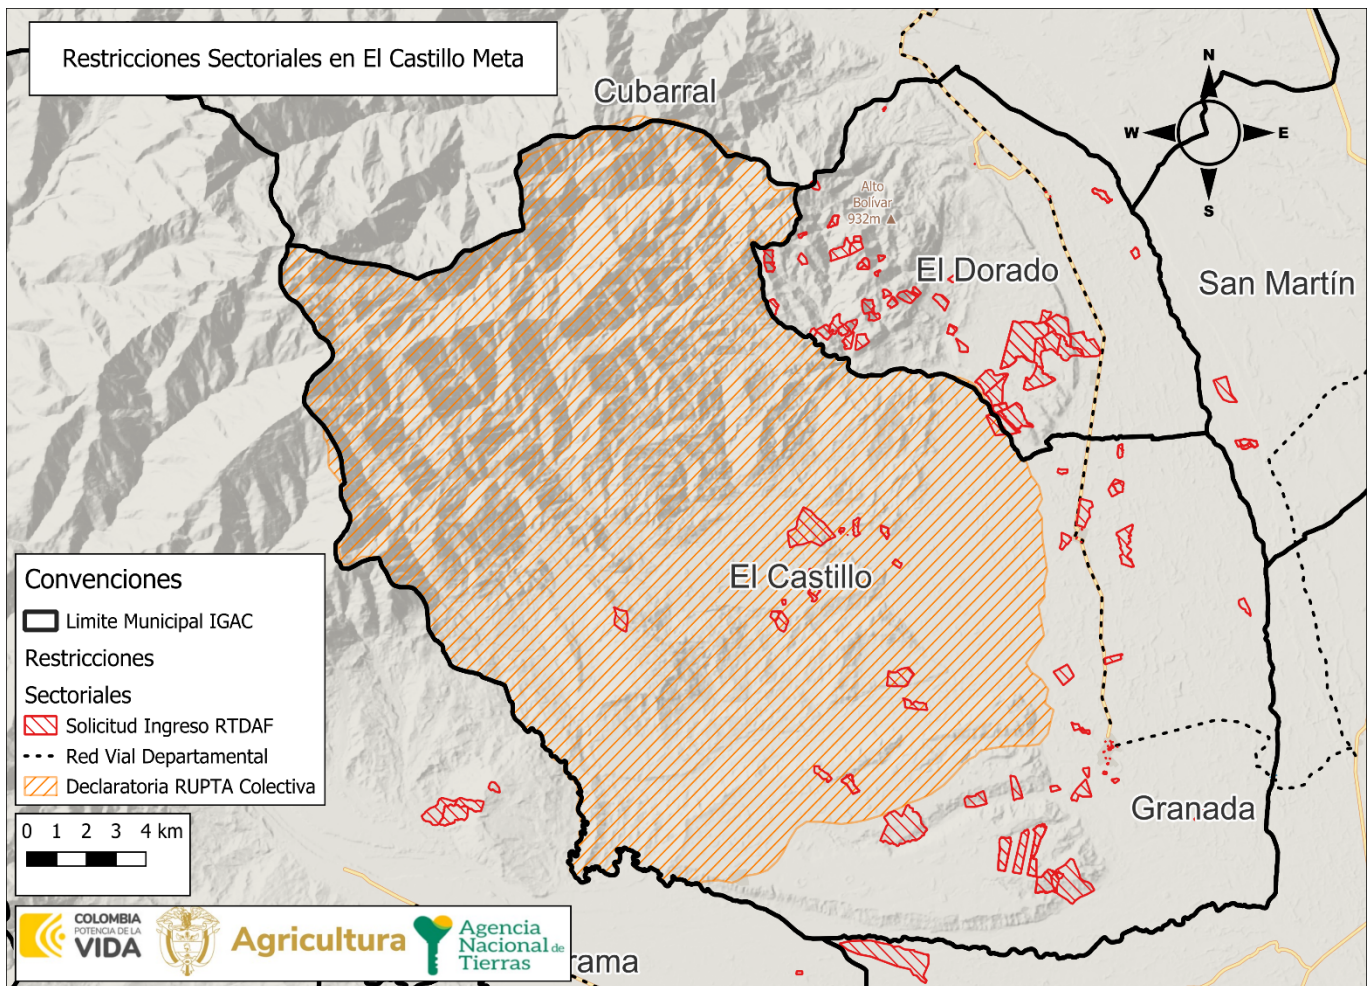 Restricciones Sectoriales en El Castillo Meta
Cubarral
N
W
E
S
Alto
Bolívar
932m
El Dorado
San Martín
El Castillo
Granada
Convenciones
Limite Municipal IGAC
Restricciones
Sectoriales
Solicitud Ingreso RTDAF
Red Vial Departamental
Declaratoria RUPTA Colectiva
0 1 2 3 4 km
COLOMBIA
POTENCIA DE LA
VIDA
Agricultura
Agencia
Nacional de
Tierras
rama